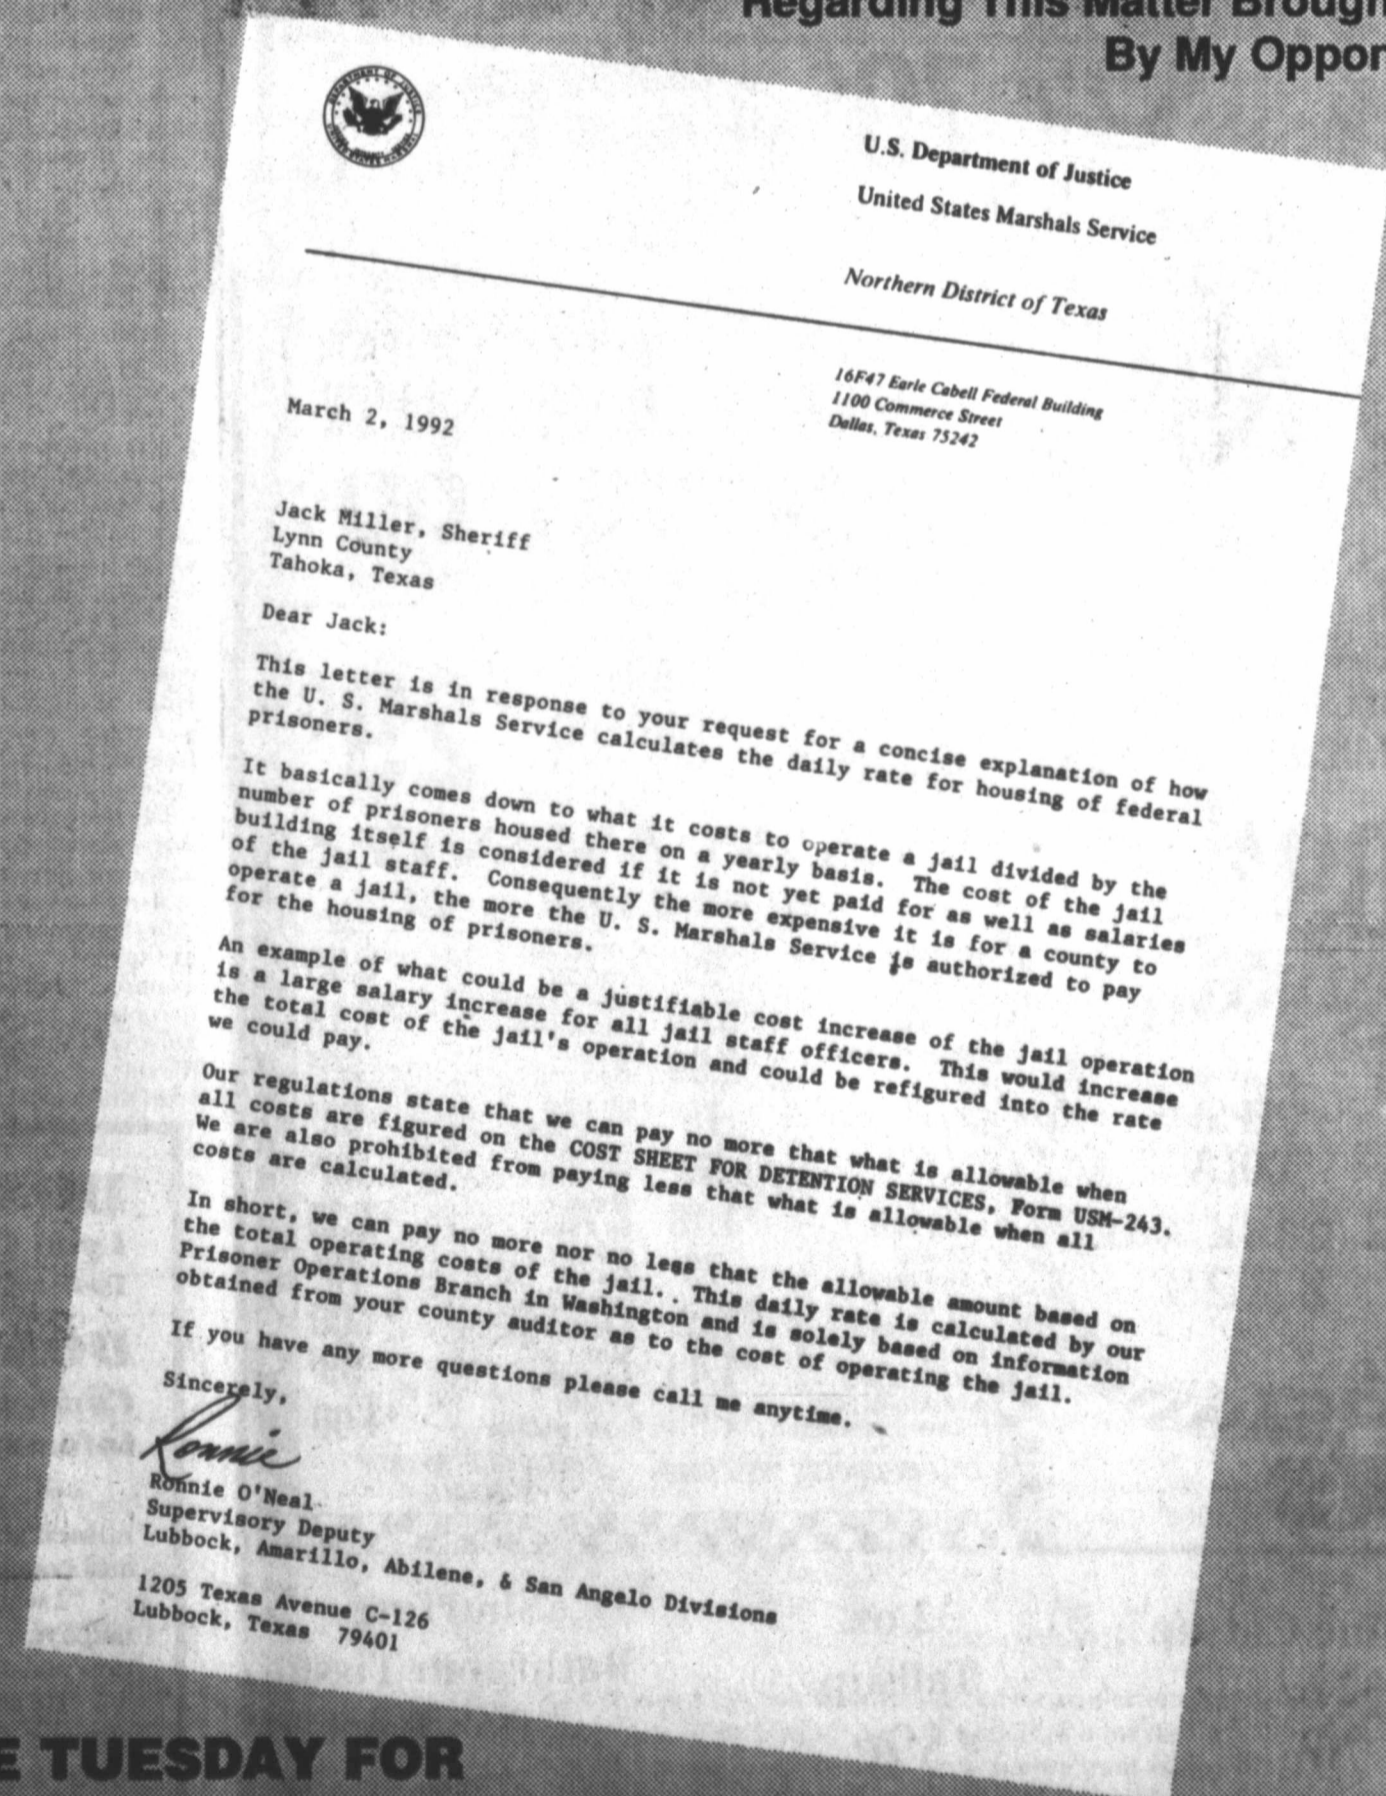 Regarding This Matter Brough
By My Oppor
U.S. Department of Justice
United States Marshals Service
Northern District of Texas
16F47 Earle Cabell Federal Building
1100 Commerce Street
Dallas, Texas 75242
March 2, 1992
Jack Miller, Sheriff
Lynn County
Tahoka, Texas
Dear Jack:
This letter is in response to your request for a concise explanation of how
the U. S. Marshals Service calculates the daily rate for housing of federal
prisoners.
It basically comes down to what it costs to operate a jail divided by the
number of prisoners housed there on a yearly basis. The cost of the jail
building itself is considered if it is not yet paid for as well as salaries
of the jail staff. Consequently the more expensive it is for a county to
operate a jail, the more the U. S. Marshals Service is authorized to pay
for the housing of prisoners.
An example of what could be a justifiable cost increase of the jail operation
is a large salary increase for all jail staff officers. This would increase
the total cost of the jail's operation and could be refigured into the rate
we could pay.
Our regulations state that we can pay no more that what is allowable when
all costs are figured on the COST SHEET FOR DETENTION SERVICES, Form USM-243.
We are also prohibited from paying less that what is allowable when all
costs are calculated.
In short, we can pay no more nor no less that the allowable amount based on
the total operating costs of the jail. . This daily rate is calculated by our
Prisoner Operations Branch in Washington and is solely based on information
obtained from your county auditor as to the cost of operating the jail.
If you have any more questions please call me anytime.
Sincerely,
Ronnie
Ronnie O'Neal
Supervisory Deputy
Lubbock, Amarillo, Abilene, & San Angelo Divisions
1205 Texas Avenue C-126
Lubbock, Texas 79401
E TUESDAY FOR